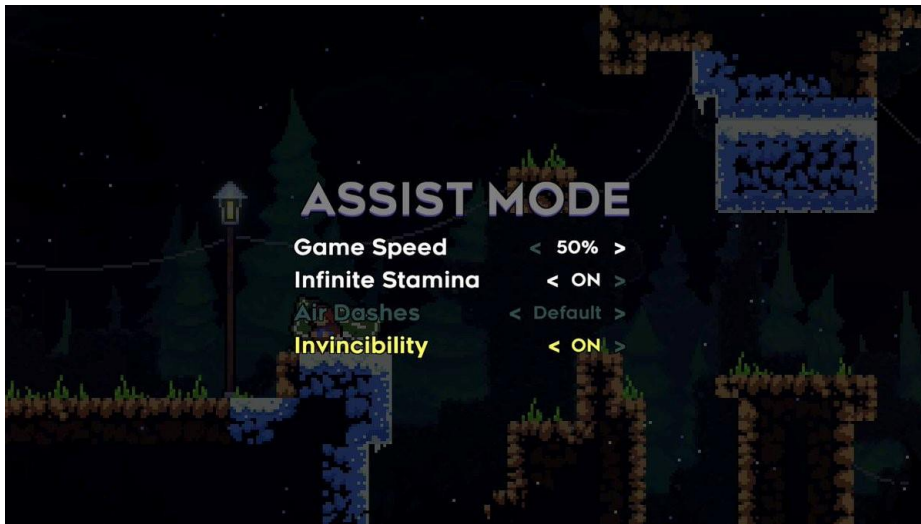 ASSIST MODE
Game Speed < 50% >
Infinite Stamina < ON >
Air Dashes < Default >
Invincibility < ON >